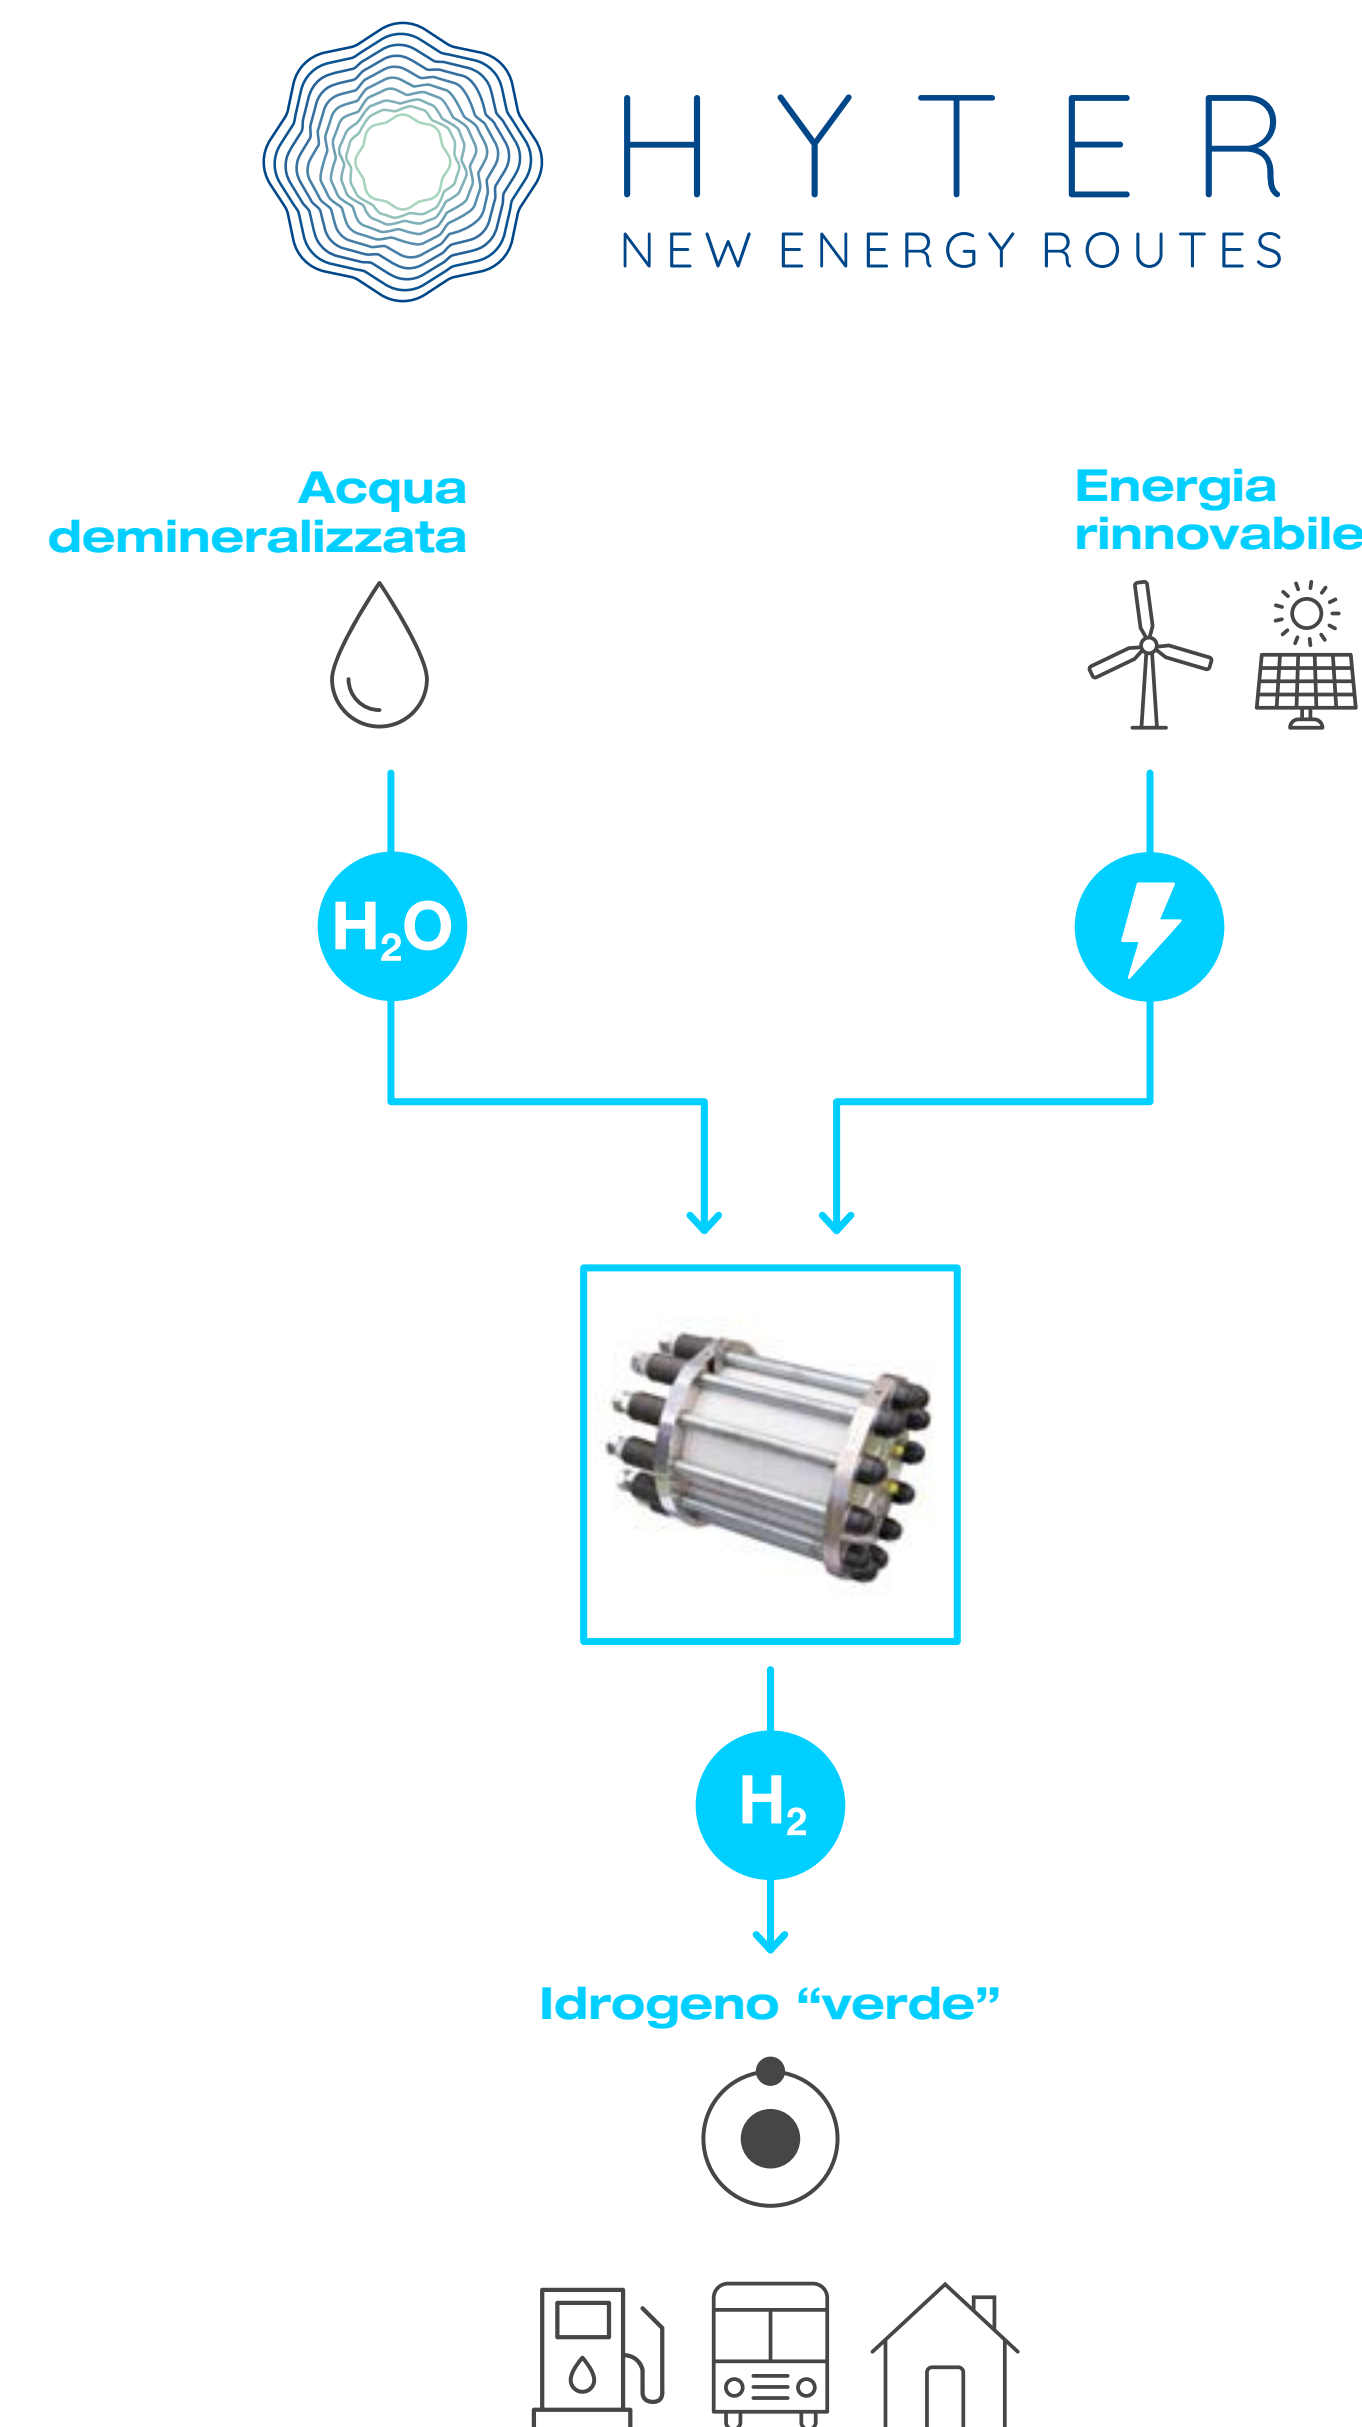 HYTER
NEW ENERGY ROUTES
Acqua
demineralizzata
Energia
rinnovabile
H₂O
H₂
Idrogeno “verde”